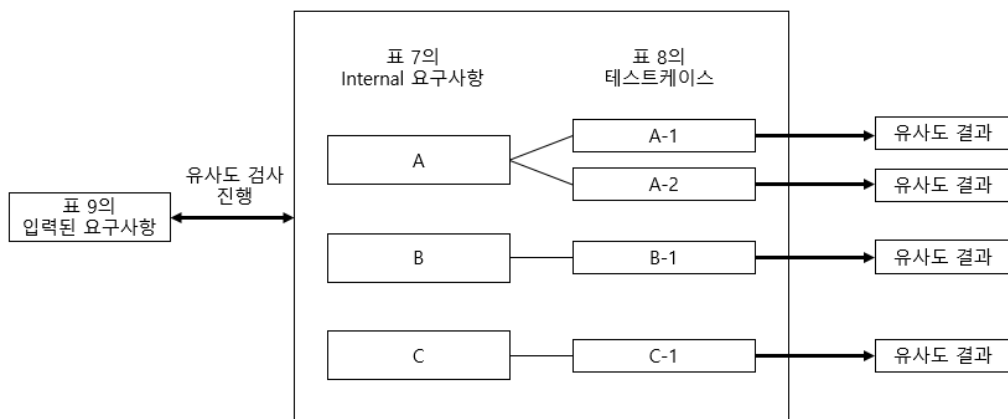 표 7의
Internal 요구사항
표 8의
테스트케이스
A
A-1
유사도 결과
A-2
유사도 결과
유사도 검사
진행
표 9의
입력된 요구사항
B
B-1
유사도 결과
C
C-1
유사도 결과